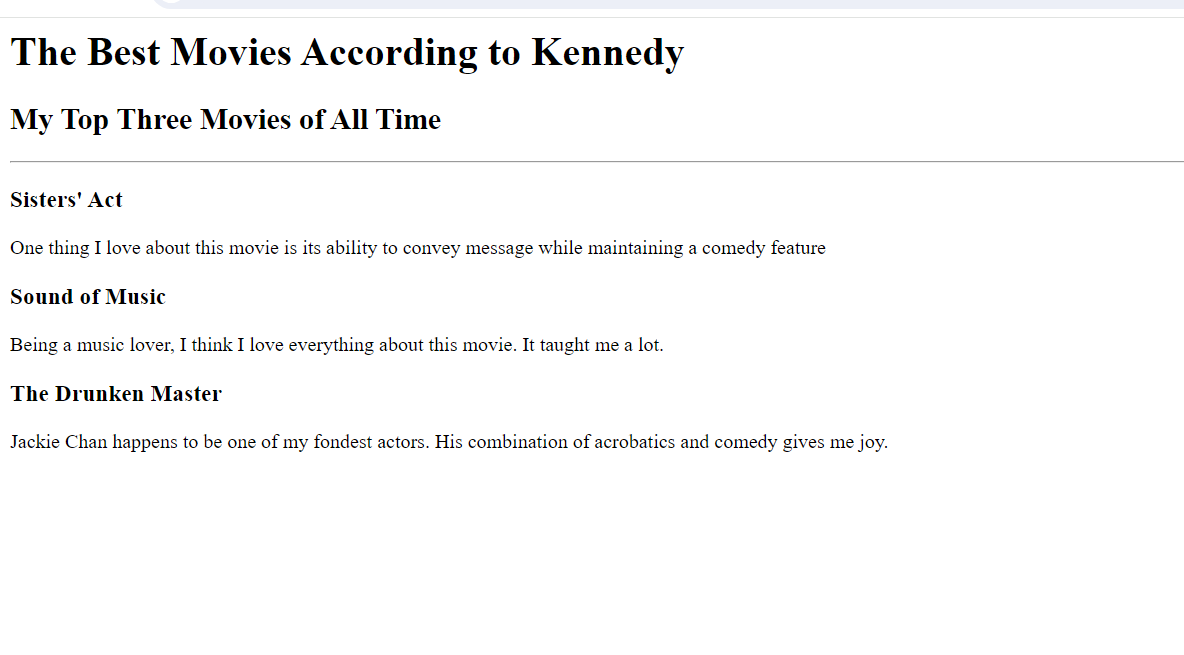 The Best Movies According to Kennedy
My Top Three Movies of All Time
Sisters' Act
One thing I love about this movie is its ability to convey message while maintaining a comedy feature
Sound of Music
Being a music lover, I think I love everything about this movie. It taught me a lot.
The Drunken Master
Jackie Chan happens to be one of my fondest actors. His combination of acrobatics and comedy gives me joy.